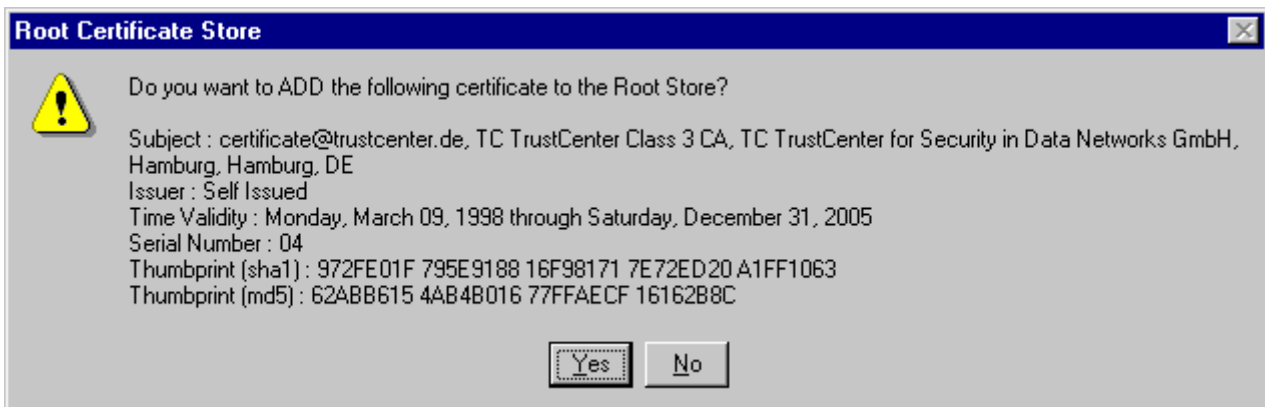 Root Certificate Store
Do you want to ADD the following certificate to the Root Store?
Subject : certificate@trustcenter.de, TC TrustCenter Class 3 CA, TC TrustCenter for Security in Data Networks GmbH,
Hamburg, Hamburg, DE
Issuer : Self Issued
Time Validity : Monday, March 09, 1998 through Saturday, December 31, 2005
Serial Number : 04
Thumbprint (sha1) : 972FE01F 795E9188 16F98171 7E72ED20 A1FF1063
Thumbprint (md5) : 62ABB615 4AB4B016 77FFAECF 16162B8C
Yes No